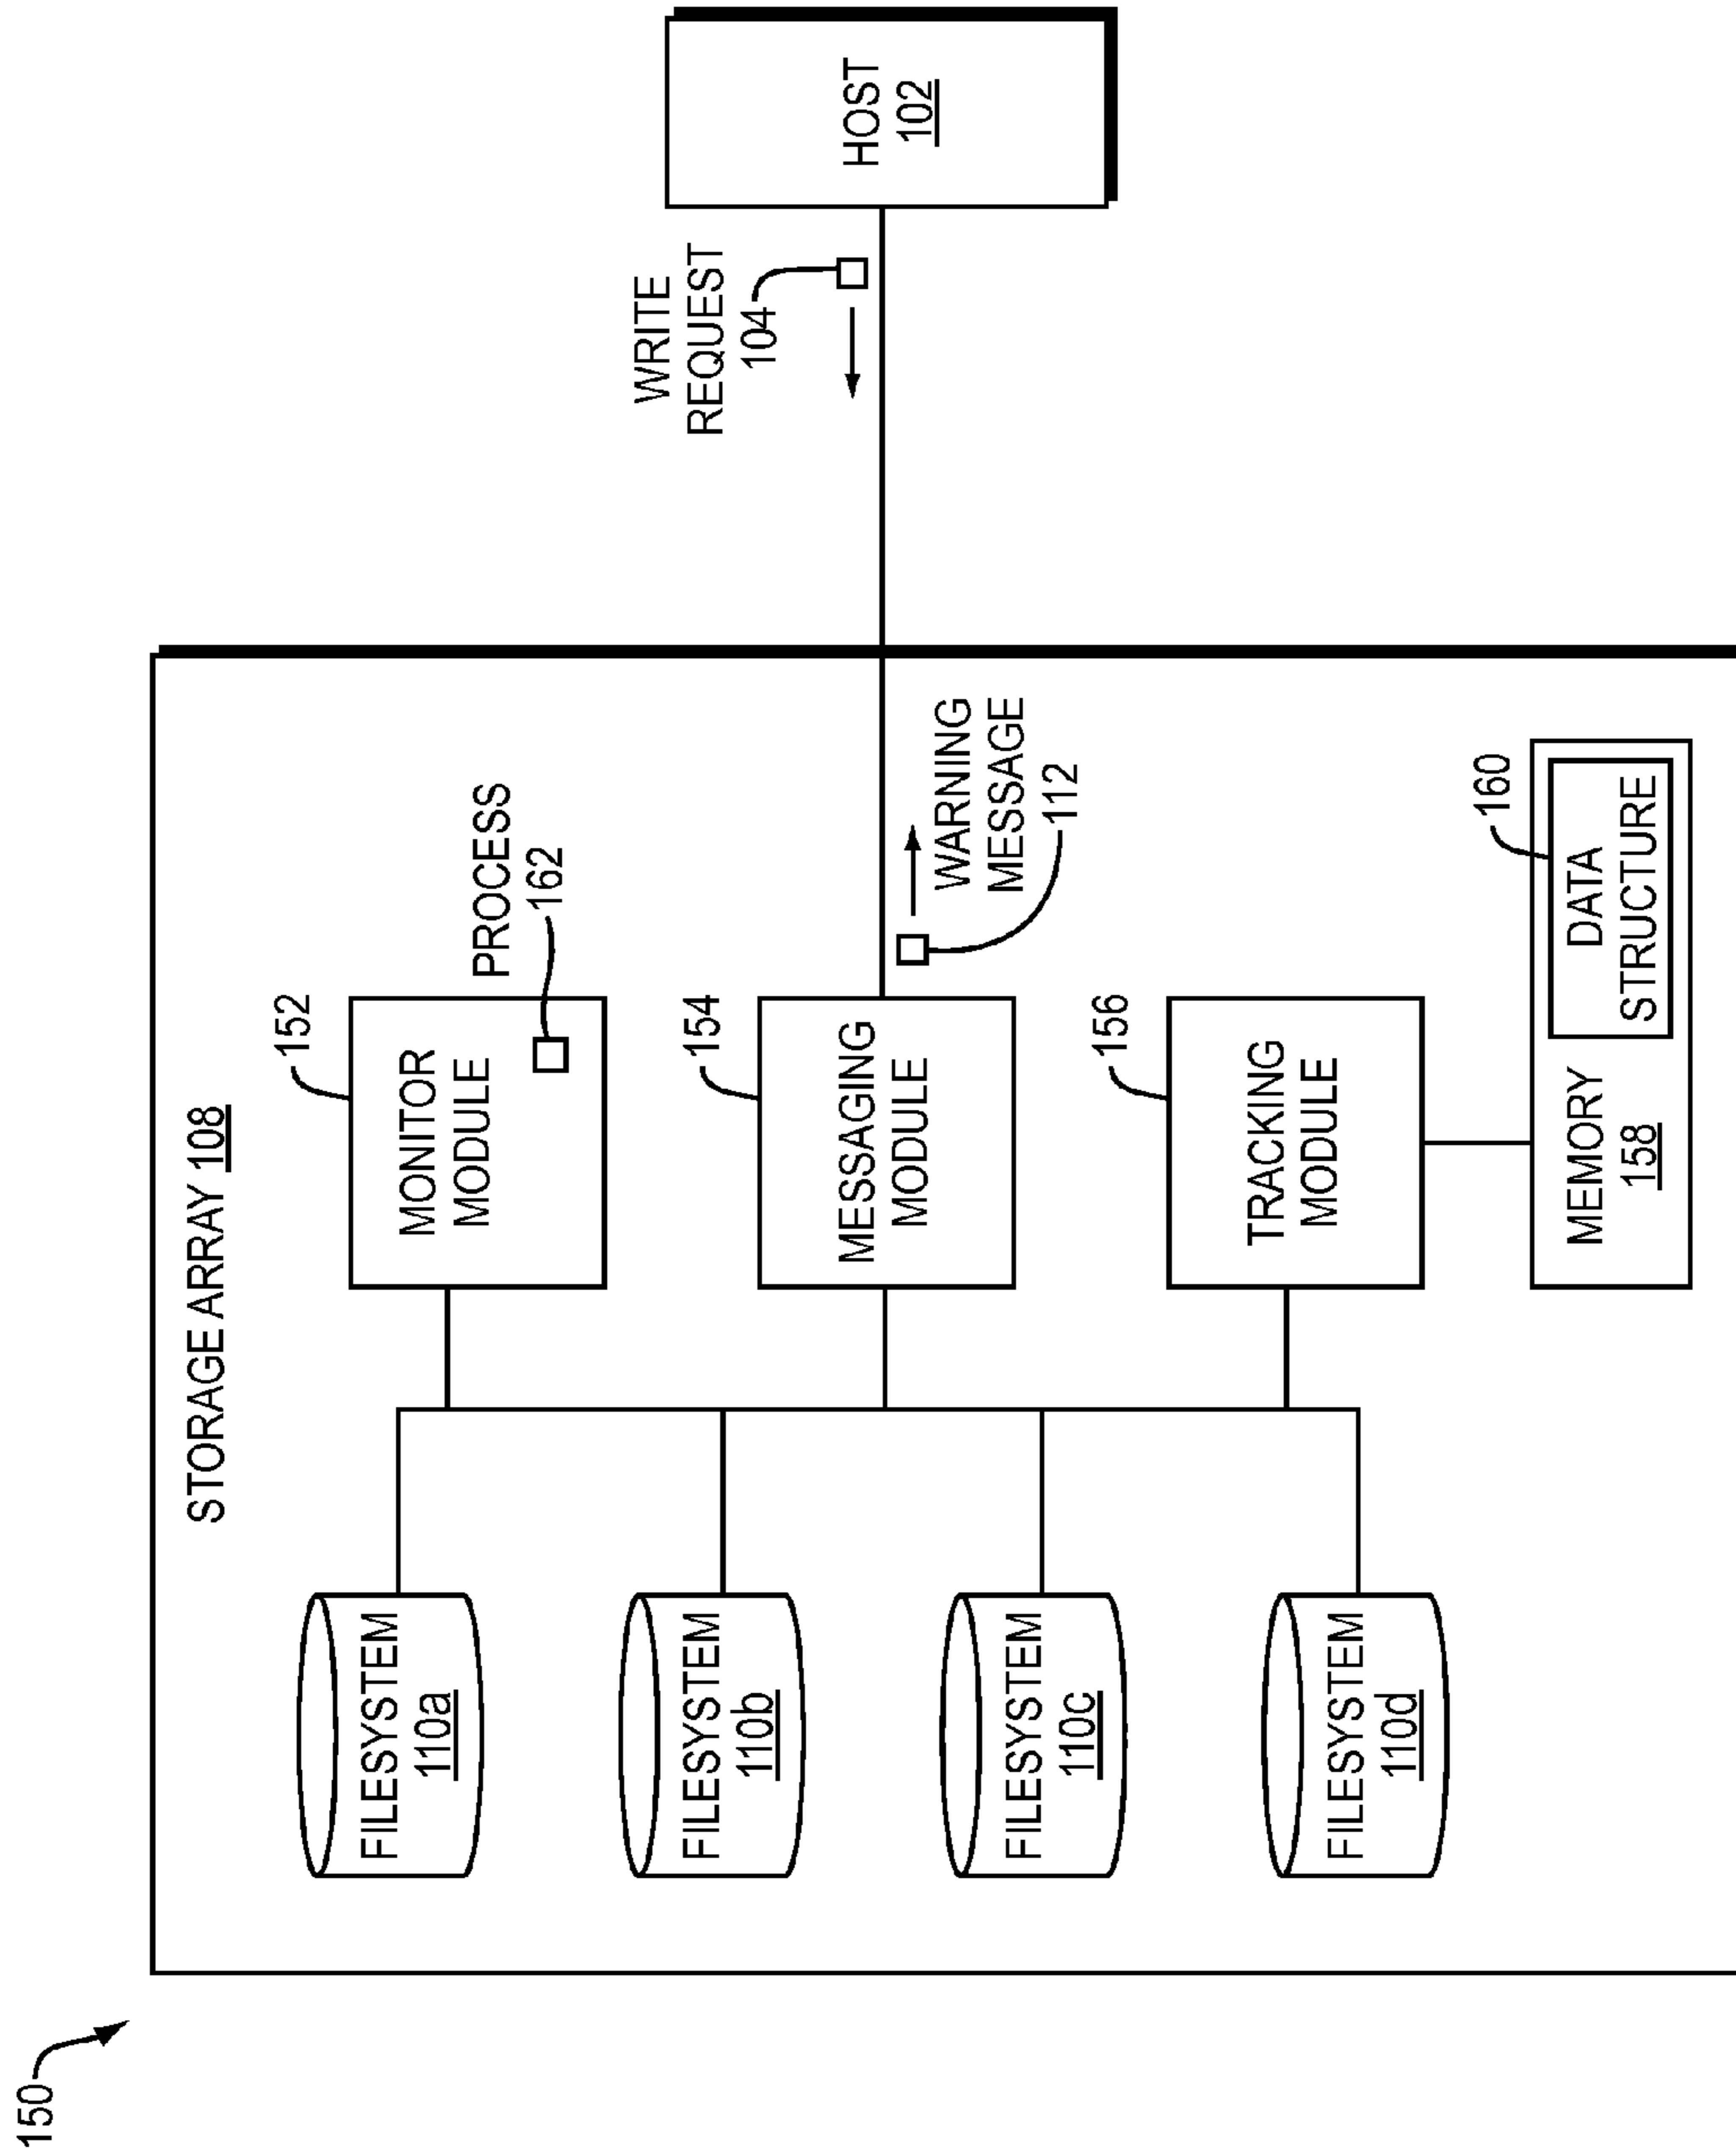 150
STORAGE ARRAY 108
FILESYSTEM
110a
FILESYSTEM
110b
FILESYSTEM
110c
FILESYSTEM
110d
152
MONITOR
MODULE
PROCESS
162
154
MESSAGING
MODULE
WARNING
MESSAGE
112
156
TRACKING
MODULE
MEMORY
158
160
DATA
STRUCTURE
WRITE
REQUEST
104
HOST
102